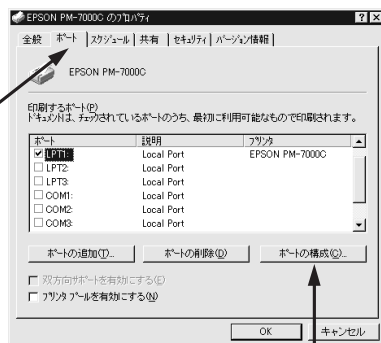 EPSON PM-7000C のプロパティ
全般 ポート スケジュール 共有 セキュリティ バージョン情報
EPSON PM-7000C
印刷するポート(P)
ドキュメントは、チェックされているポートのうち、最初に利用可能なもので印刷されます。
ポート 説明 プリンタ
LPT1: Local Port EPSON PM-7000C
LPT2: Local Port
LPT3: Local Port
COM1: Local Port
COM2: Local Port
COM3: Local Port
ポートの追加(T)... ポートの削除(D) ポートの構成(C)...
双方向サポートを有効にする(E)
プリンタ プールを有効にする(N)
OK キャンセル